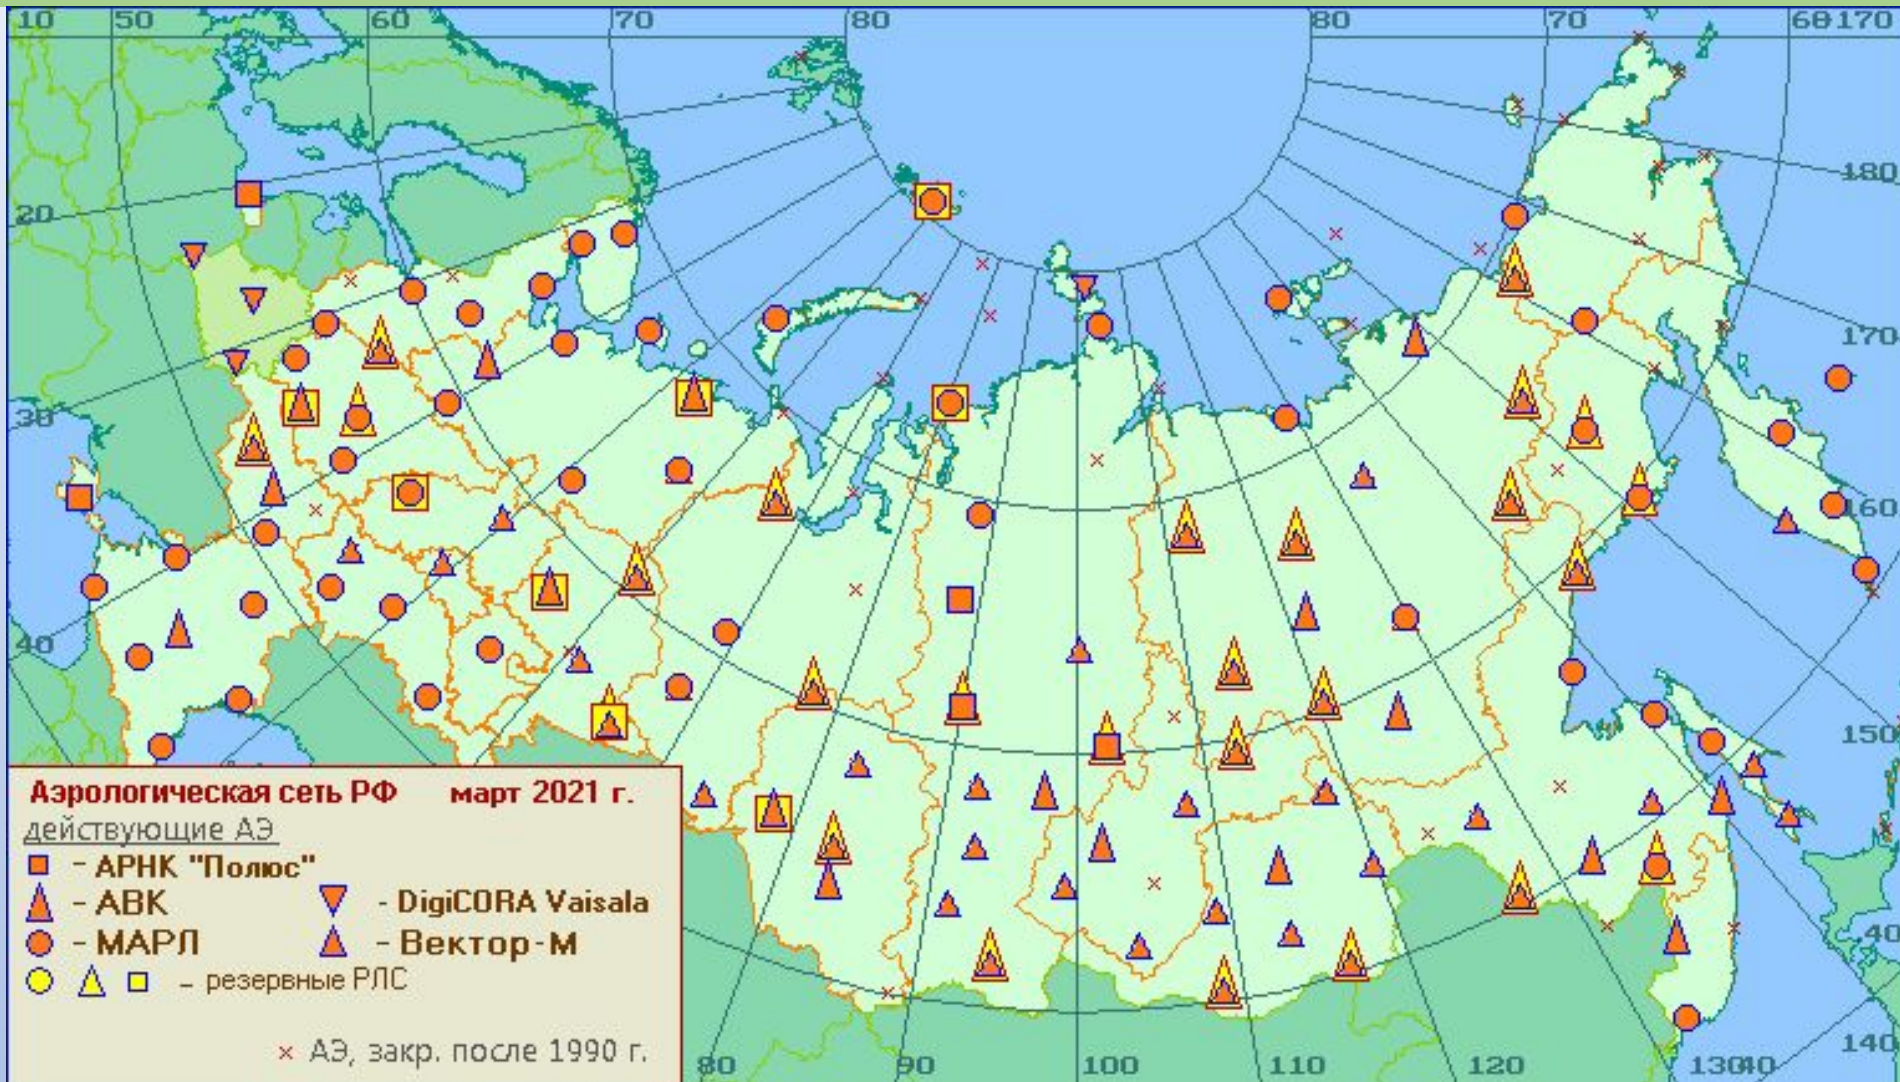 10 50 60 70 80 80 70 60 170
180
20
170
30
160
40
150
Аэрологическая сеть РФ март 2021 г.
действующие АЭ
– АРНК "Полюс"
– АВК - DigiCORA Vaisala
– МАРЛ – Вектор-М
– резервные РЛС
40
× АЭ, закр. после 1990 г.
140
80 90 100 110 120 130 40